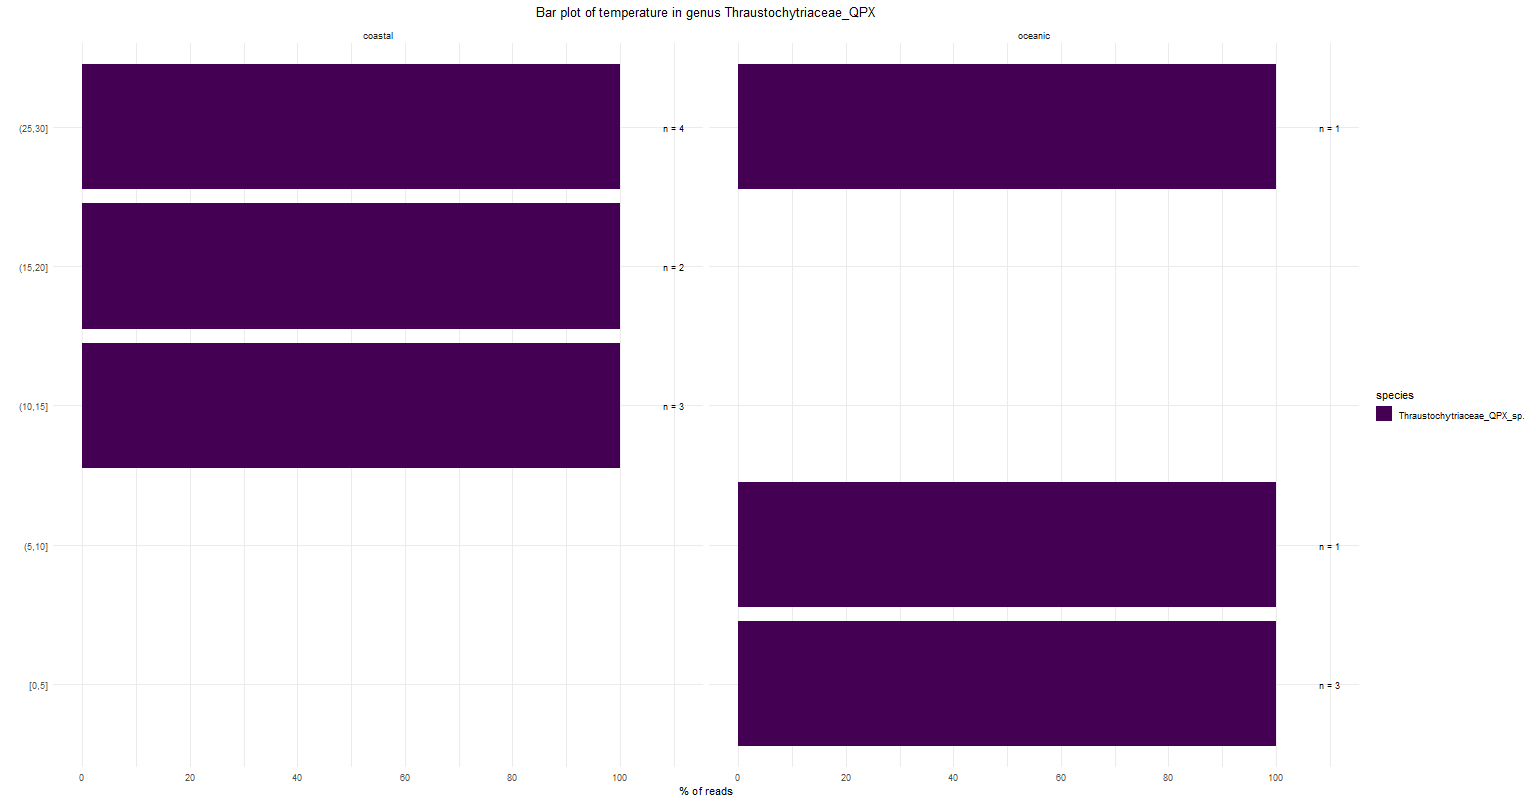 Bar plot of temperature in genus Thraustochytriaceae_QPX
coastal
oceanic
(25,30]
n = 4
n = 1
(15,20]
n = 2
(10,15]
n = 3
species
Thraustochytriaceae_QPX_sp.
(5,10]
n = 1
[0,5]
n = 3
0 20 40 60 80 100
0 20 40 60 80 100
% of reads